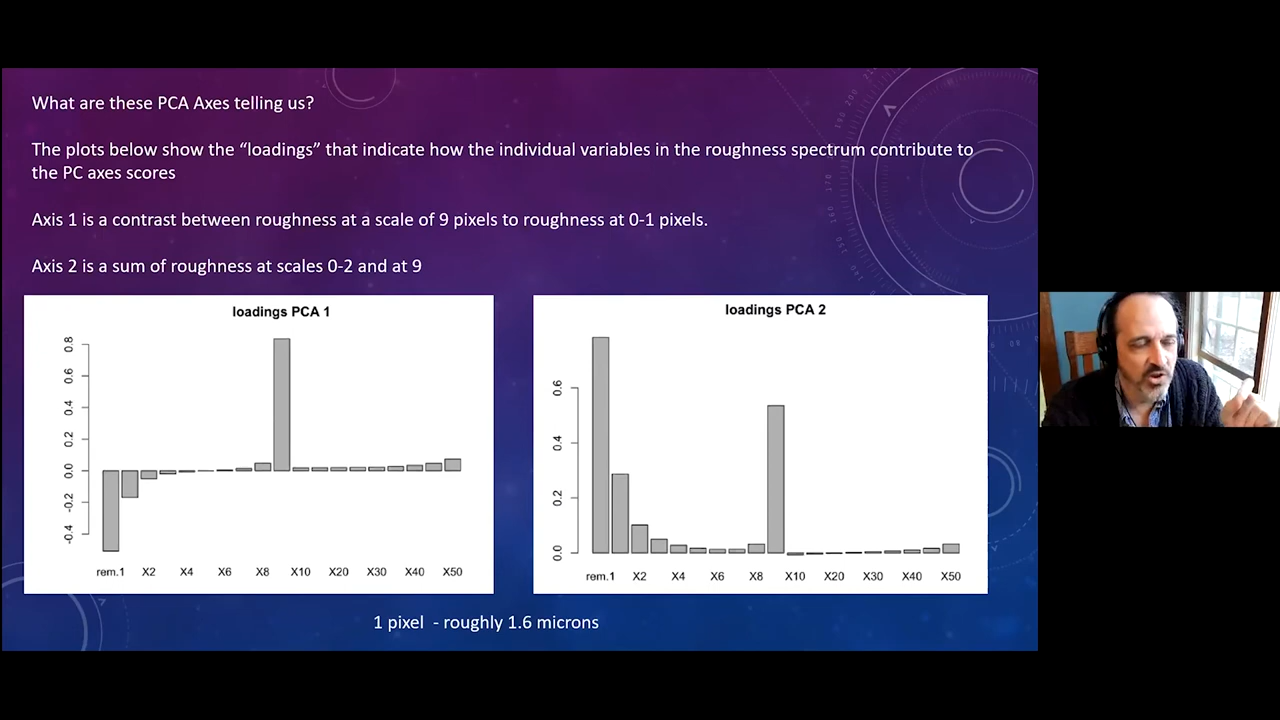 What are these PCA Axes telling us?
The plots below show the “loadings” that indicate how the individual variables in the roughness spectrum contribute to
the PC axes scores
Axis 1 is a contrast between roughness at a scale of 9 pixels to roughness at 0-1 pixels.
Axis 2 is a sum of roughness at scales 0-2 and at 9
loadings PCA 1
0.8
0.6
0.4
0.2
0.0
-0.2
-0.4
rem.1 X2 X4 X6 X8 X10 X20 X30 X40 X50
loadings PCA 2
0.6
0.4
0.2
0.0
rem.1 X2 X4 X6 X8 X10 X20 X30 X40 X50
1 pixel - roughly 1.6 microns